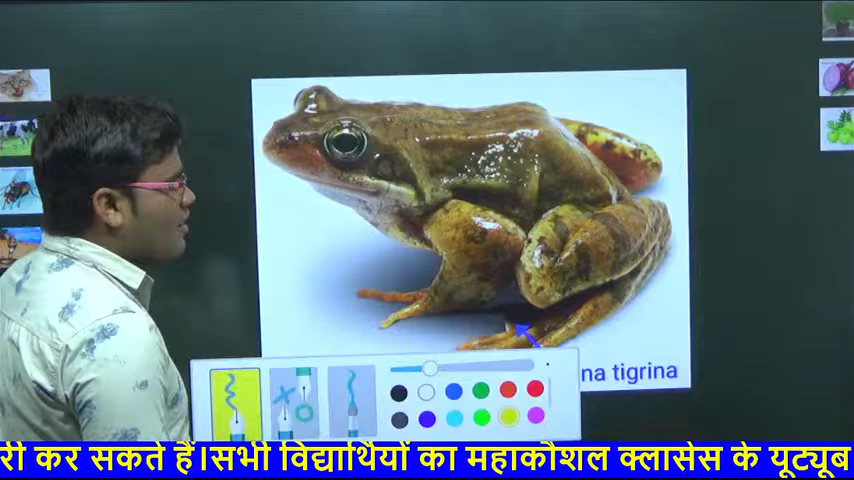 na tigrina
री कर सकते हैं।सभी विद्यार्थियों का महाकौशल क्लासेस के यूट्यूब